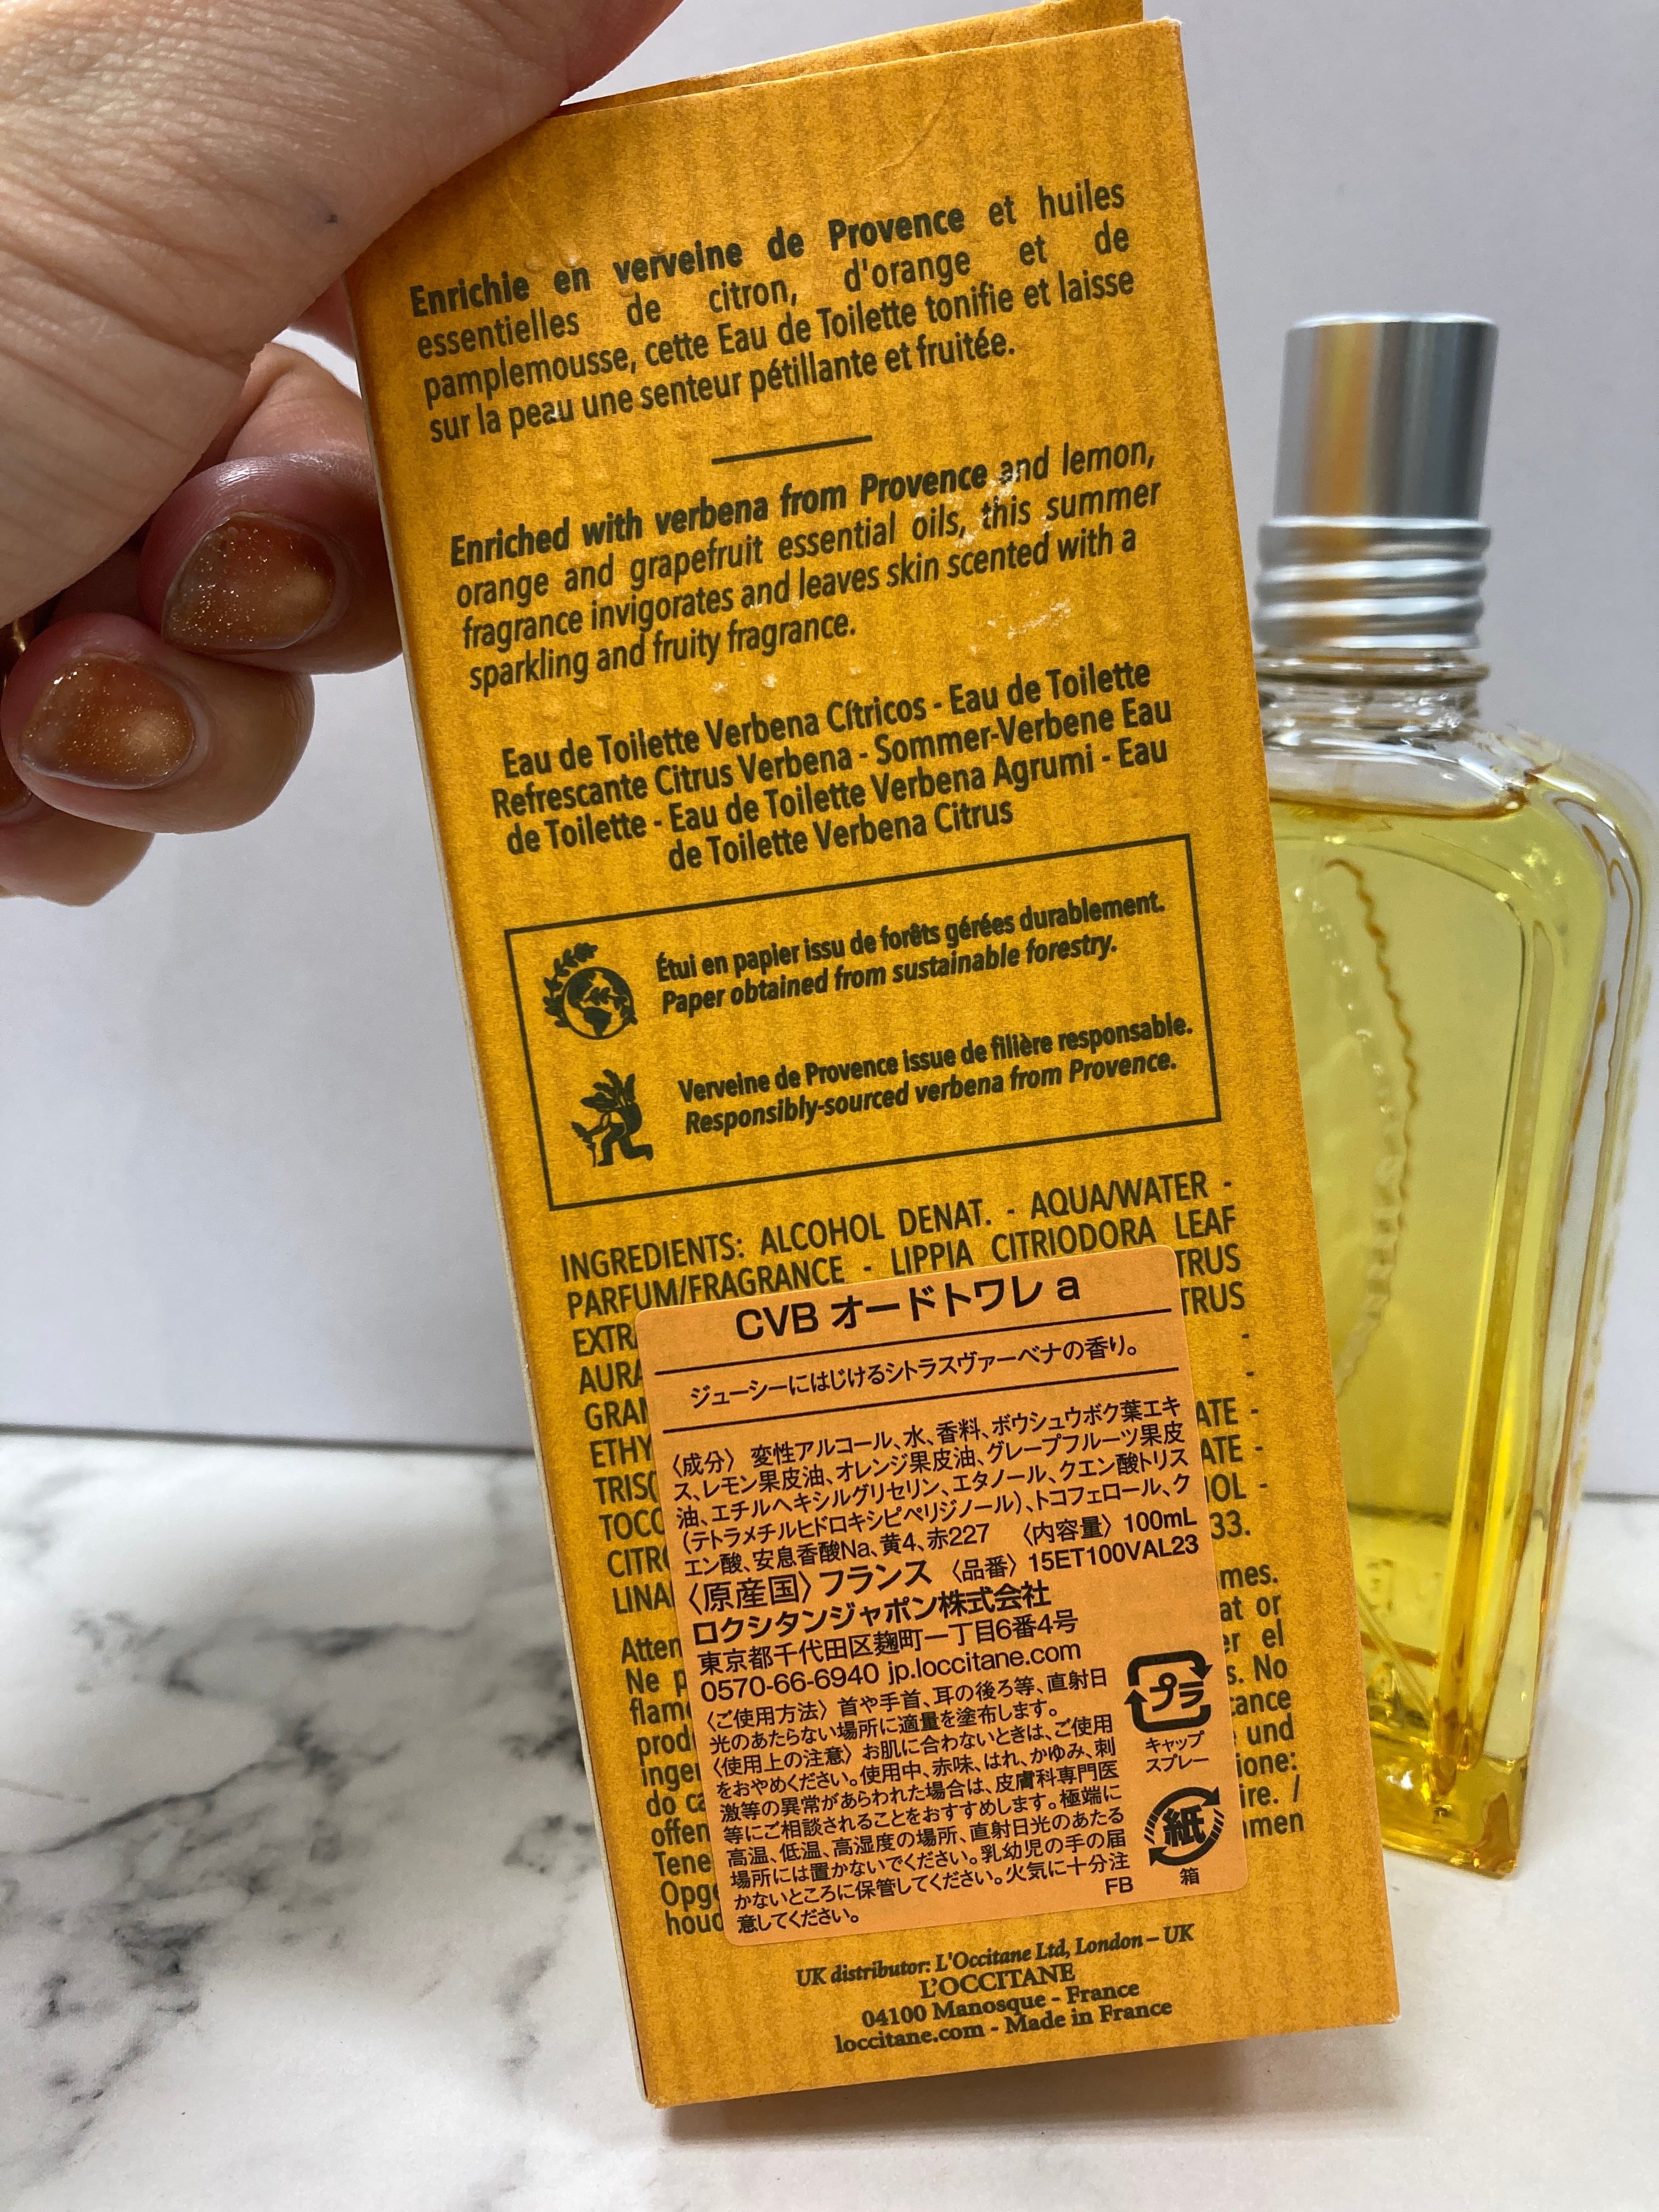 Enrichie en verveine de Provence et huiles
essentielles de citron, d'orange et de
pamplemousse, cette Eau de Toilette tonifie et laisse
sur la peau une senteur pétillante et fruitée.
Enriched with verbena from Provence and lemon,
orange and grapefruit essential oils, this summer
fragrance invigorates and leaves skin scented with a
sparkling and fruity fragrance.
Eau de Toilette Verbena Cítricos - Eau de Toilette
Refrescante Citrus Verbena - Sommer-Verbene Eau
de Toilette - Eau de Toilette Verbena Agrumi - Eau
de Toilette Verbena Citrus
Étui en papier issu de forêts gérées durablement.
Paper obtained from sustainable forestry.
Verveine de Provence issue de filière responsable.
Responsibly-sourced verbena from Provence.
INGREDIENTS: ALCOHOL DENAT. - AQUA/WATER -
PARFUM/FRAGRANCE - LIPPIA CITRIODORA LEAF
CVB オードトワレ a
ジューシーにはじけるシトラスヴァーベナの香り。
〈成分〉 変性アルコール、水、香料、ボウシュウボク葉エキ
ス、レモン果皮油、オレンジ果皮油、グレープフルーツ果皮
油、エチルヘキシルグリセリン、エタノール、クエン酸トリス
(テトラメチルヒドロキシピペリジノール)、トコフェロール、ク
エン酸、安息香酸Na、黄4、赤227 〈内容量〉 100mL
〈原産国〉フランス 〈品番〉 15ET100VAL23
ロクシタンジャポン株式会社
東京都千代田区麹町一丁目6番4号
0570-66-6940 jp.loccitane.com
〈ご使用方法〉 首や手首、耳の後ろ等、直射日
光のあたらない場所に適量を塗布します。
〈使用上の注意〉 お肌に合わないときは、ご使用
をおやめください。使用中、赤味、はれ、かゆみ、刺
激等の異常があらわれた場合は、皮膚科専門医
等にご相談されることをおすすめします。極端に
高温、低温、高湿度の場所、直射日光のあたる
場所には置かないでください。乳幼児の手の届
かないところに保管してください。火気に十分注
意してください。
FB
プラ
キャップ
スプレー
紙
箱
UK distributor: L'Occitane Ltd, London – UK
L'OCCITANE
04100 Manosque - France
loccitane.com - Made in France